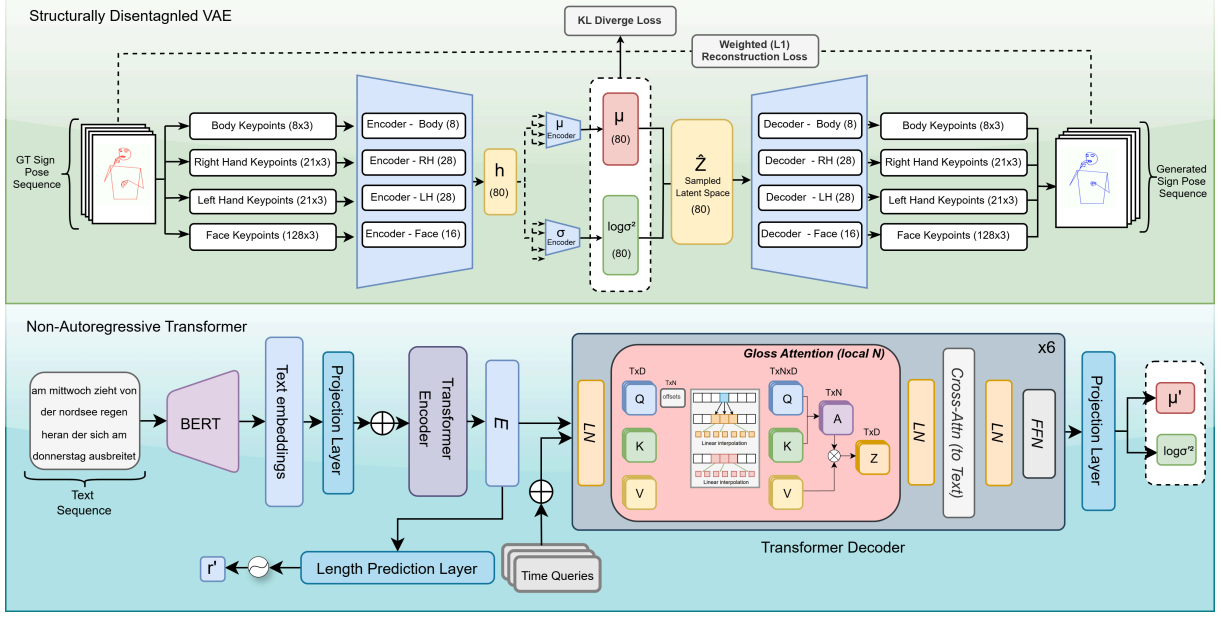 Structurally Disentagnled VAE
KL Diverge Loss
Weighted (L1)
Reconstruction Loss
GT Sign
Pose
Sequence
Body Keypoints (8x3)
Right Hand Keypoints (21x3)
Left Hand Keypoints (21x3)
Face Keypoints (128x3)
Encoder - Body (8)
Encoder - RH (28)
Encoder - LH (28)
Encoder - Face (16)
h
(80)
μ
Encoder
σ
Encoder
μ
(80)
logσ²
(80)
Ẑ
Sampled
Latent Space
(80)
Decoder - Body (8)
Decoder - RH (28)
Decoder - LH (28)
Decoder - Face (16)
Body Keypoints (8x3)
Right Hand Keypoints (21x3)
Left Hand Keypoints (21x3)
Face Keypoints (128x3)
Generated
Sign Pose
Sequence
Non-Autoregressive Transformer
am mittwoch zieht von
der nordsee regen
heran der sich am
donnerstag ausbreitet
Text
Sequence
BERT
Text embeddings
Projection Layer
Transformer
Encoder
E
Length Prediction Layer
r'
Time Queries
LN
Gloss Attention (local N)
x6
TxD
Q
K
V
TxN
offsets
Linear interpolation
Linear interpolation
TxNxD
Q
K
V
TxN
A
TxD
Z
LN
Cross-Attn (to Text)
LN
FFN
Transformer Decoder
Projection Layer
μ'
logσ'²